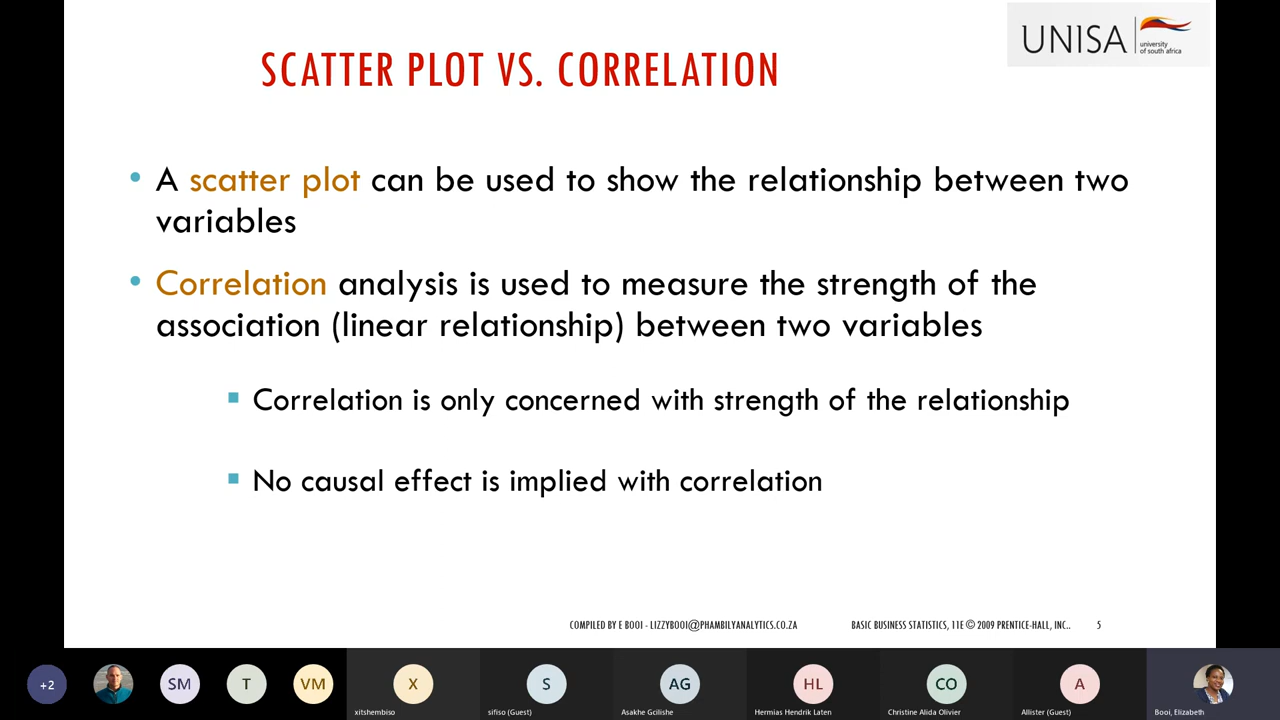 UNISA
university
of south africa
SCATTER PLOT VS. CORRELATION
• A scatter plot can be used to show the relationship between two
variables
• Correlation analysis is used to measure the strength of the
association (linear relationship) between two variables
▪ Correlation is only concerned with strength of the relationship
▪ No causal effect is implied with correlation
COMPILED BY E BOOI - LIZZYBOOI@PHAMBILYANALYTICS.CO.ZA
BASIC BUSINESS STATISTICS, 11E © 2009 PRENTICE-HALL, INC..
5
+2
SM
T
VM
X
S
AG
HL
CO
A
xitshembiso
sifiso (Guest)
Asakhe Gcilishe
Hermias Hendrik Laten
Christine Alida Olivier
Allister (Guest)
Booi, Elizabeth